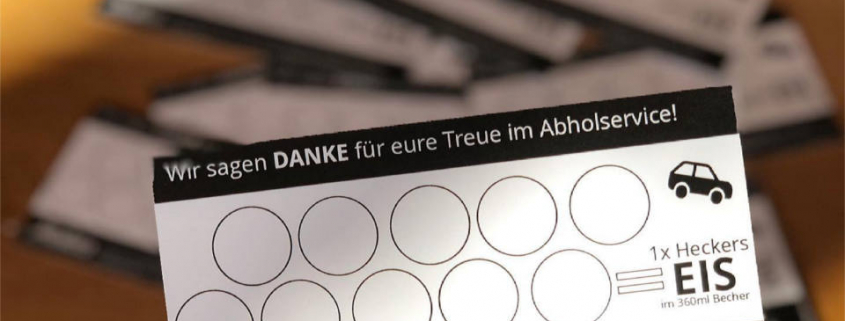 Wir sagen DANKE für eure Treue im Abholservice!
1x Heckers
EIS
im 360ml Becher